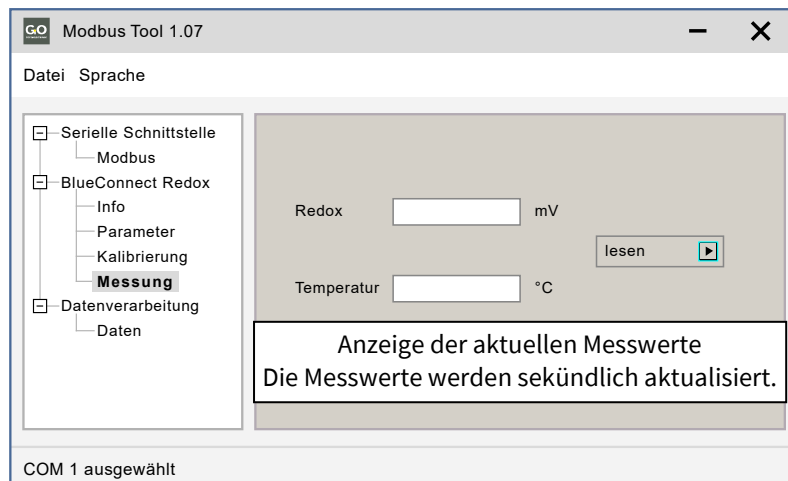 GO
Modbus Tool 1.07
Datei Sprache
Serielle Schnittstelle
Modbus
BlueConnect Redox
Info
Parameter
Kalibrierung
Messung
Datenverarbeitung
Daten
Redox mV
lesen
Temperatur °C
Anzeige der aktuellen Messwerte
Die Messwerte werden sekündlich aktualisiert.
COM 1 ausgewählt